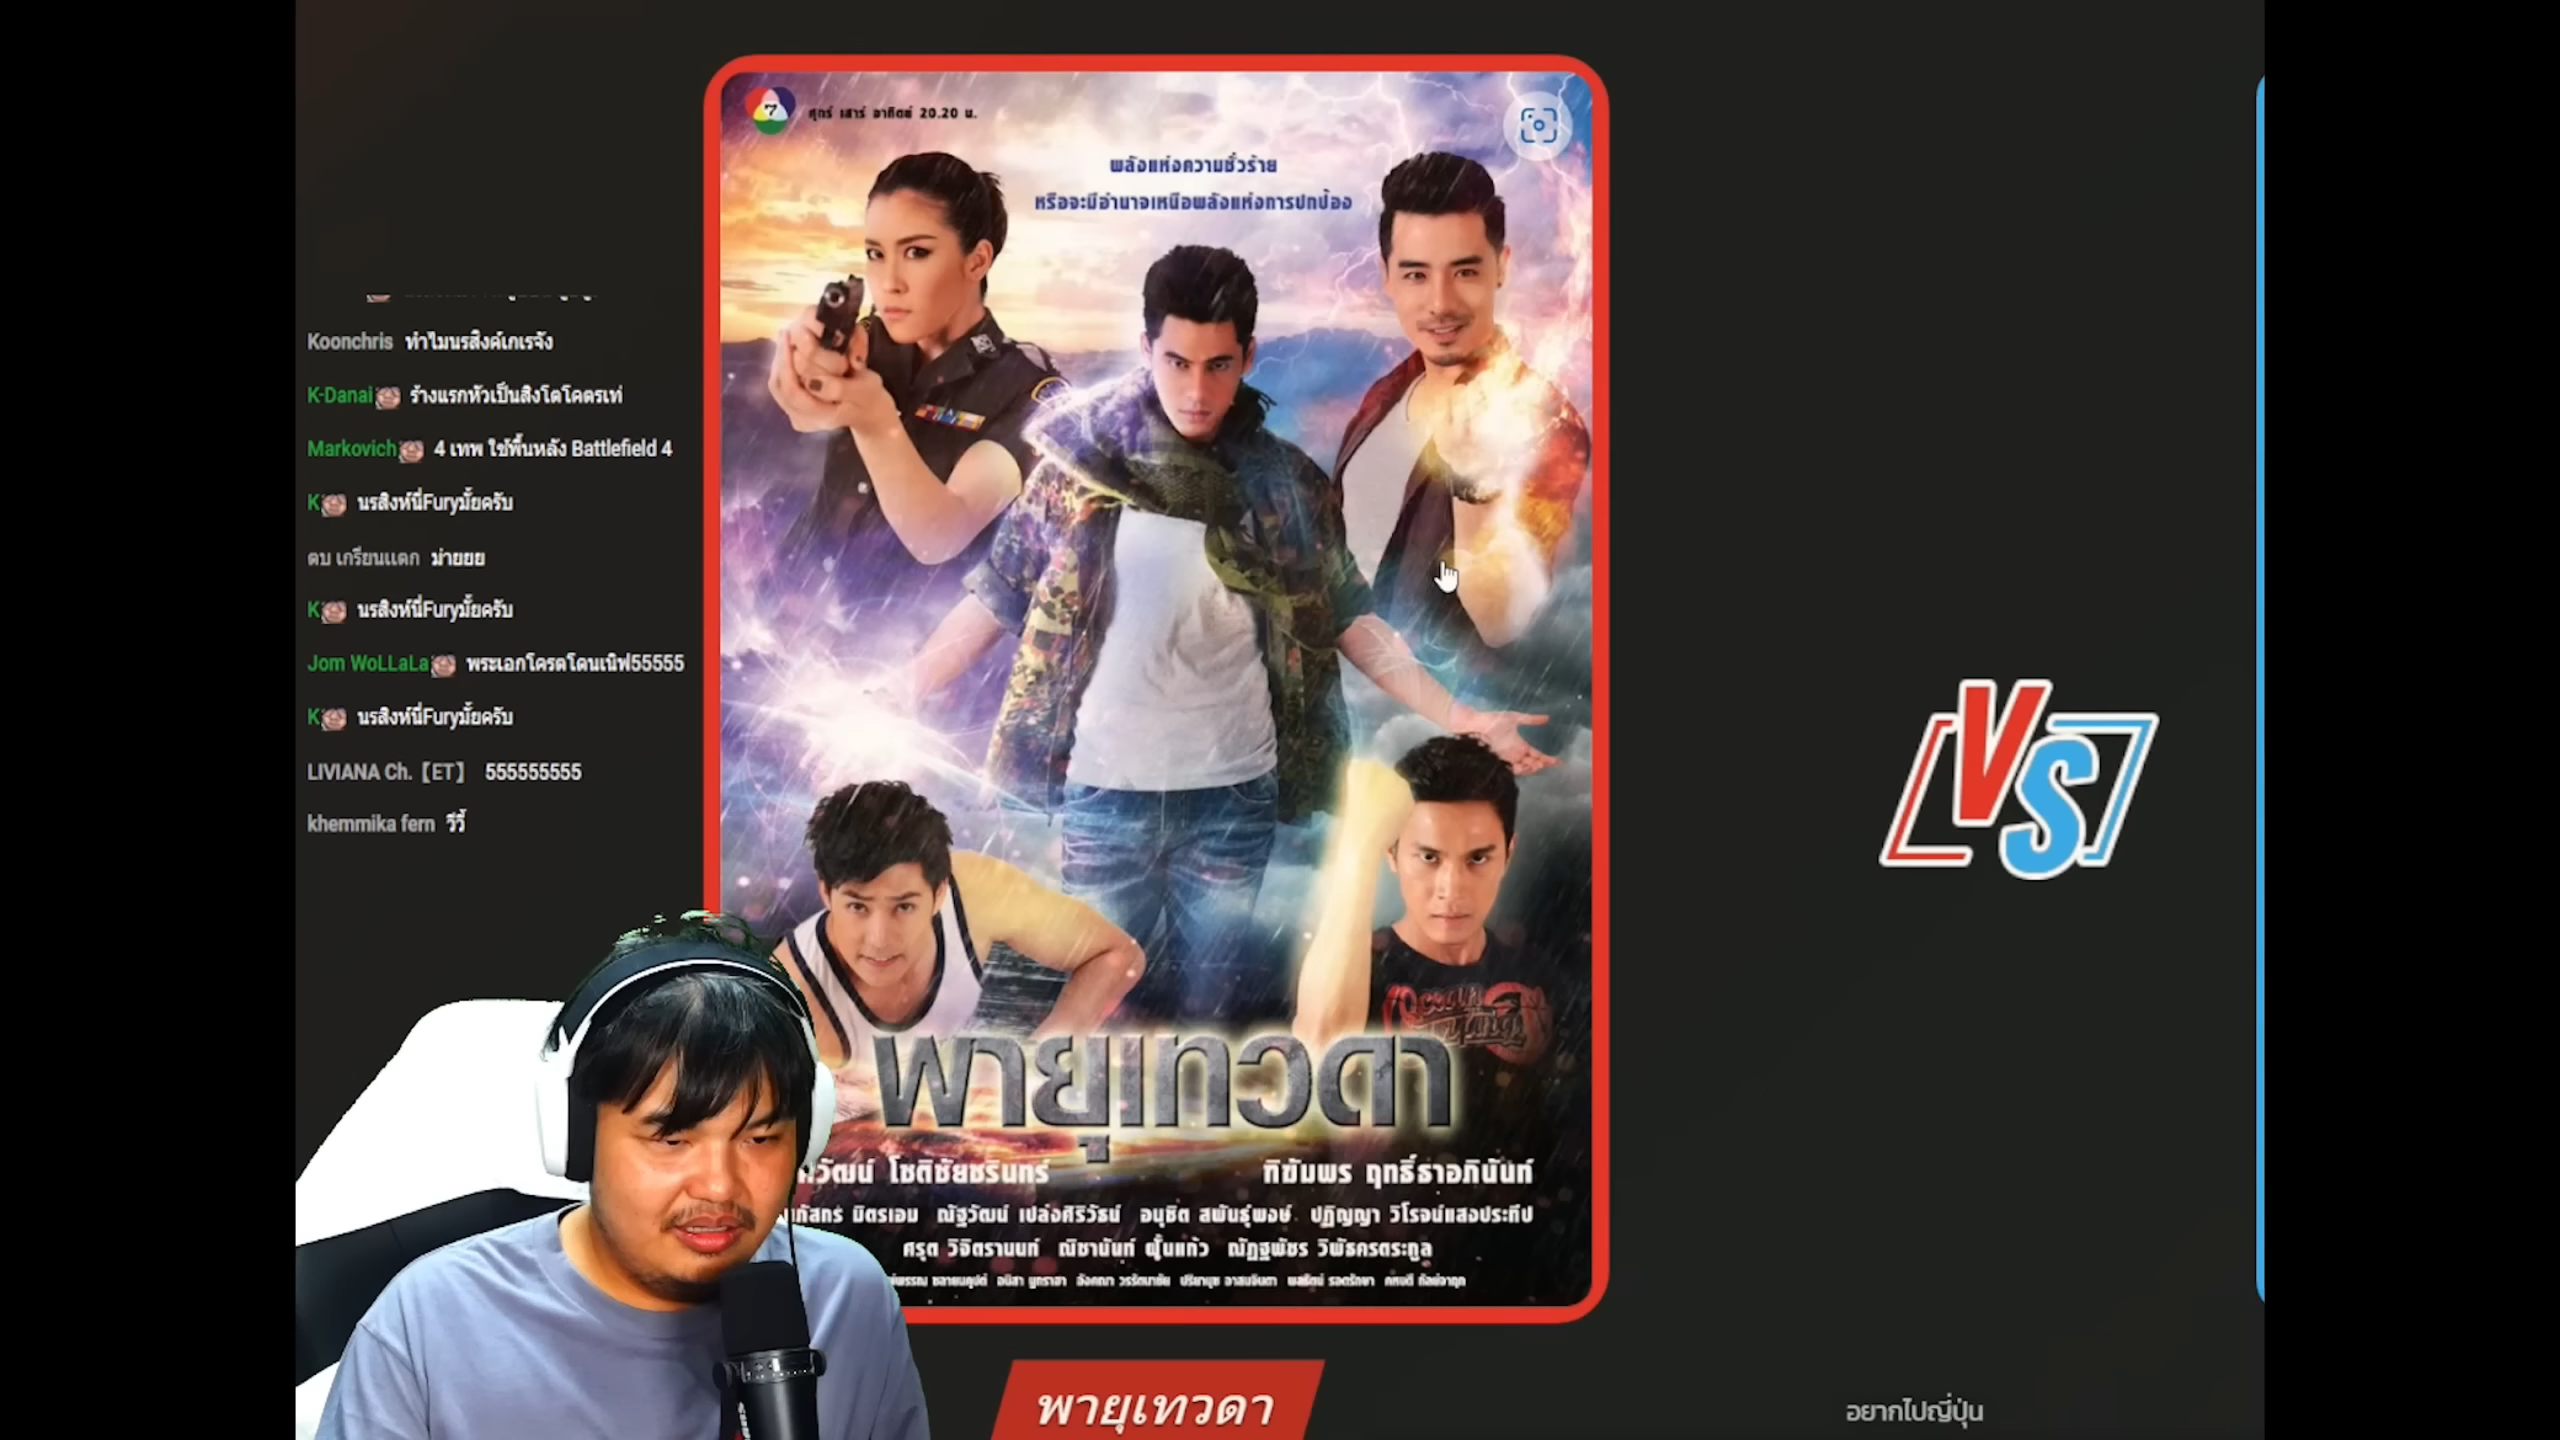 Koonchris ทำไมนรสิงค์เกเรจัง
K-Danai ร่างแรกหัวเป็นสิงโตโคตรเท่
Markovich 4 เทพ ใช้พื้นหลัง Battlefield 4
K นรสิงห์นี่Furyมั้ยครับ
ตบ เกรียนแตก ม่ายยย
K นรสิงห์นี่Furyมั้ยครับ
Jom WoLLaLa พระเอกโครตโดนเนิฟ55555
K นรสิงห์นี่Furyมั้ยครับ
LIVIANA Ch.【ET】 555555555
khemmika fern วีวี้
7 ศุกร์ เสาร์ อาทิตย์ 20.20 น.
พลังแห่งความชั่วร้าย
หรือจะมีอำนาจเหนือพลังแห่งการปกป้อง
พายุเทวดา
โชติชัยชรินทร์ ทิฆัมพร ฤทธิ์ธาอภินันท์
มิตรเอม ณัฐวัฒน์ เปล่งศิริวัธน์ อนุชิต สพันธุ์พงษ์ ปฏิญญา วิโรจน์แสงประทีป
ศรุต วิจิตรานนท์ ณิชานันท์ ฝั้นแก้ว ณัฏฐพัชร วิพัธครตระกูล
VS
พายุเทวดา
อยากไปญี่ปุ่น